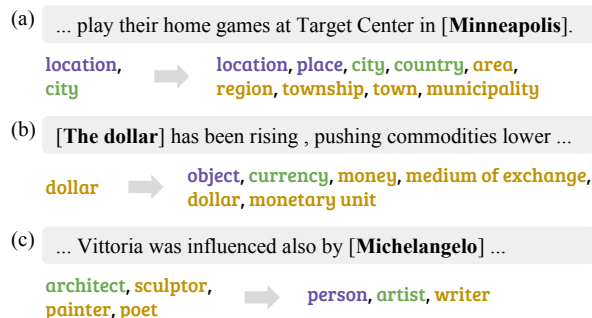 (a) ... play their home games at Target Center in [Minneapolis].
location, location, place, city, country, area,
city region, township, town, municipality
(b) [The dollar] has been rising , pushing commodities lower ...
dollar object, currency, money, medium of exchange,
dollar, monetary unit
(c) ... Vittoria was influenced also by [Michelangelo] ...
architect, sculptor,
painter, poet person, artist, writer